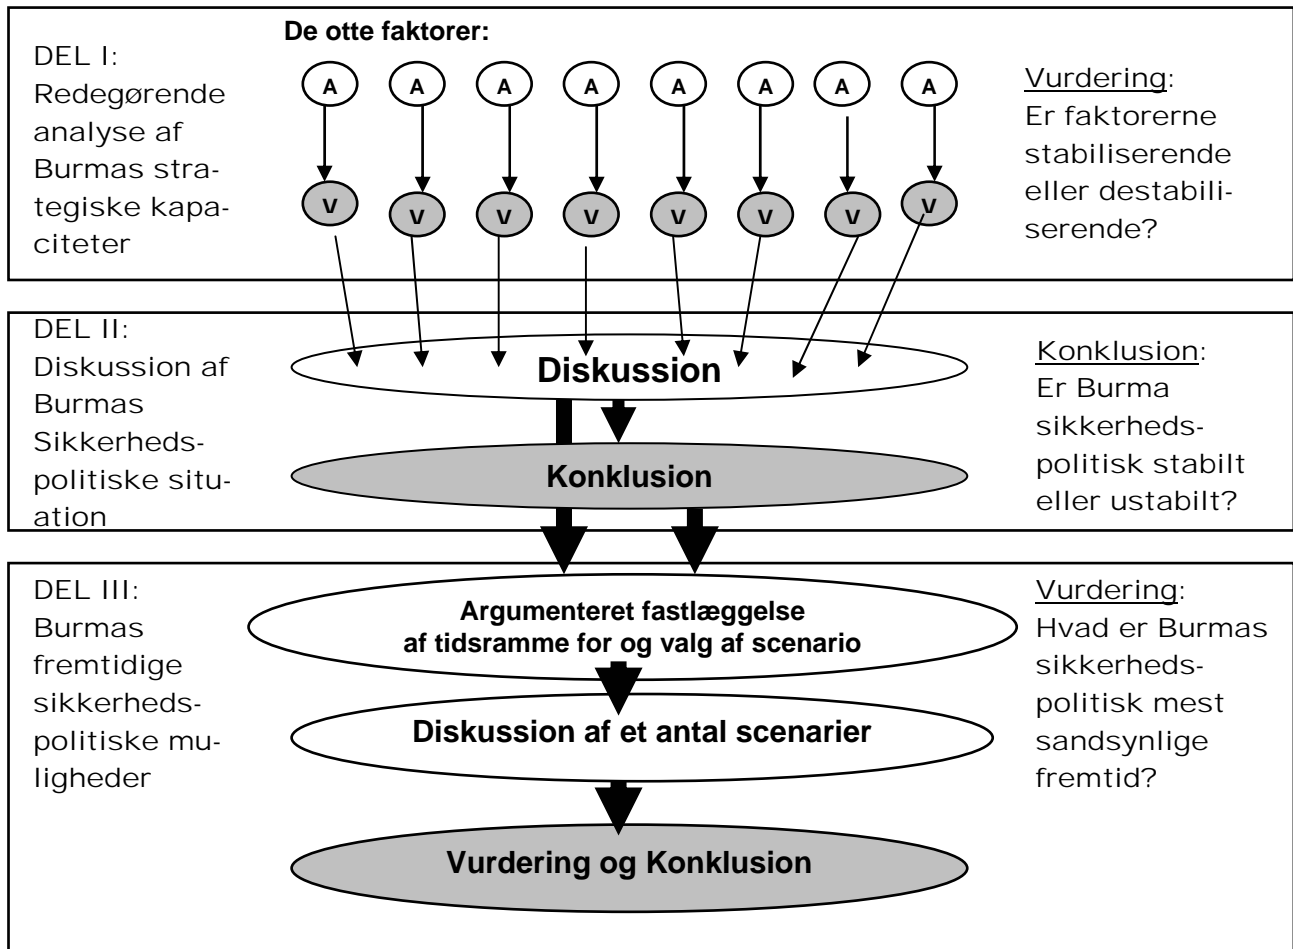 De otte faktorer:
DEL I:
Redegørende
analyse af
Burmas stra-
tegiske kapa-
citeter
A A A A A A A A
V V V V V V V V
Vurdering:
Er faktorerne
stabiliserende
eller destabili-
serende?
DEL II:
Diskussion af
Burmas
Sikkerheds-
politiske situ-
ation
Diskussion
Konklusion
Konklusion:
Er Burma
sikkerheds-
politisk stabilt
eller ustabilt?
DEL III:
Burmas
fremtidige
sikkerheds-
politiske mu-
ligheder
Argumenteret fastlæggelse
af tidsramme for og valg af scenario
Diskussion af et antal scenarier
Vurdering og Konklusion
Vurdering:
Hvad er Burmas
sikkerheds-
politisk mest
sandsynlige
fremtid?